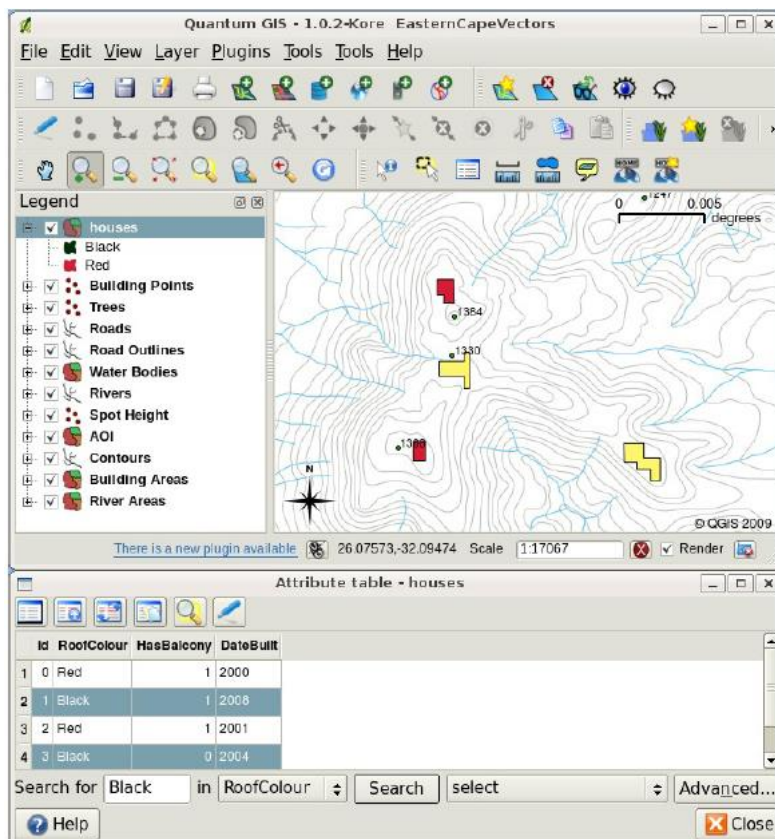 Quantum GIS - 1.0.2-Kore EasternCapeVectors
File Edit View Layer Plugins Tools Tools Help
Legend
houses
Black
Red
Building Points
Trees
Roads
Road Outlines
Water Bodies
Rivers
Spot Height
AOI
Contours
Building Areas
River Areas
1247
0 0.005
degrees
1364
1330
N
© QGIS 2009
There is a new plugin available 26.07573,-32.09474 Scale 1:17067 Render
Attribute table - houses
id RoofColour HasBalcony DateBuilt
1 0 Red 1 2000
2 1 Black 1 2008
3 2 Red 1 2001
4 3 Black 0 2004
Search for Black in RoofColour Search select Advanced...
Help Close